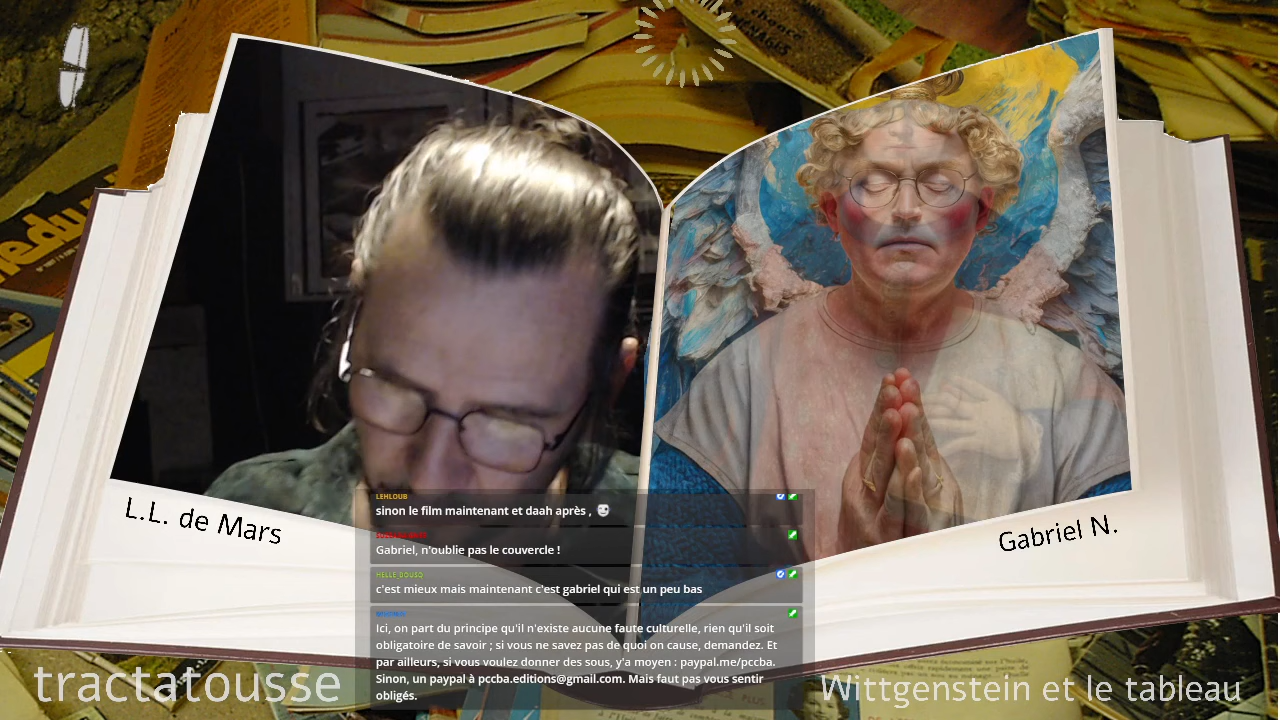 L.L. de Mars
Gabriel N.
LEHLOUB
sinon le film maintenant et daah après ,
Gabriel, n'oublie pas le couvercle !
HELLE_DOUSO
c'est mieux mais maintenant c'est gabriel qui est un peu bas
Ici, on part du principe qu'il n'existe aucune faute culturelle, rien qu'il soit
obligatoire de savoir ; si vous ne savez pas de quoi on cause, demandez. Et
par ailleurs, si vous voulez donner des sous, y'a moyen : paypal.me/pccba.
Sinon, un paypal à pccba.editions@gmail.com. Mais faut pas vous sentir
obligés.
tractatousse
Wittgenstein et le tableau